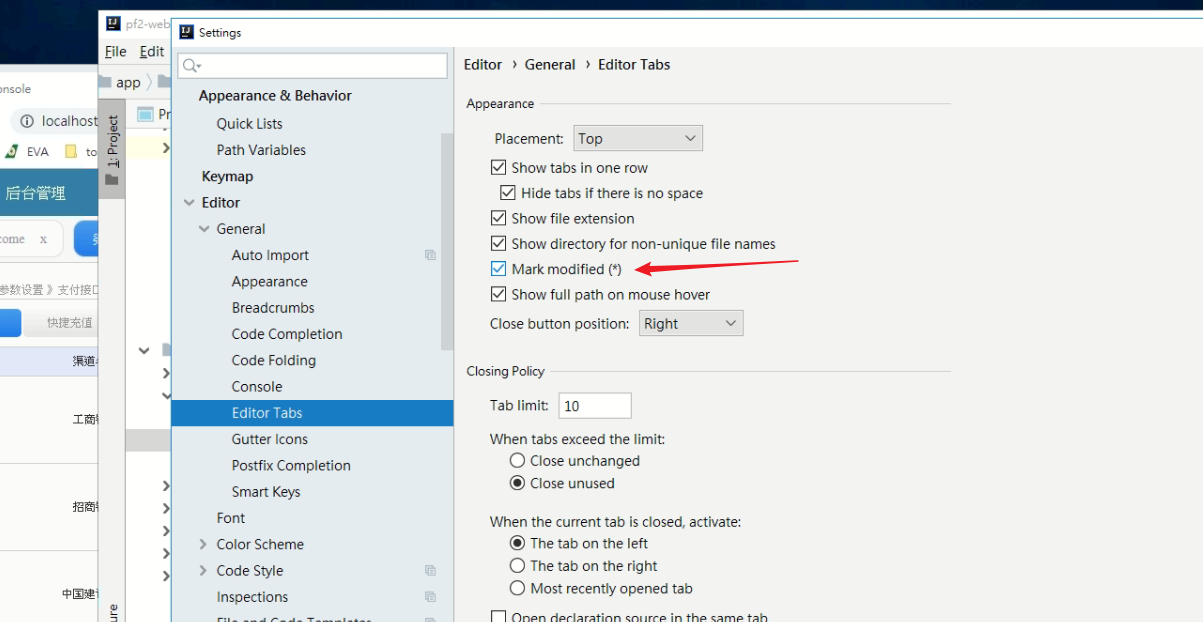 pf2-web
Settings
File Edit
onsole
app
localhost
Pr
EVA
to
1: Project
后台管理
come x
参数设置 》支付接口
快捷充值
渠道
工商
招商
中国建
Appearance & Behavior
Quick Lists
Path Variables
Keymap
Editor
General
Auto Import
Appearance
Breadcrumbs
Code Completion
Code Folding
Console
Editor Tabs
Gutter Icons
Postfix Completion
Smart Keys
Font
Color Scheme
Code Style
Inspections
File and Code Templates
Editor › General › Editor Tabs
Appearance
Placement: Top
Show tabs in one row
Hide tabs if there is no space
Show file extension
Show directory for non-unique file names
Mark modified (*)
Show full path on mouse hover
Close button position: Right
Closing Policy
Tab limit: 10
When tabs exceed the limit:
Close unchanged
Close unused
When the current tab is closed, activate:
The tab on the left
The tab on the right
Most recently opened tab
Open declaration source in the same tab